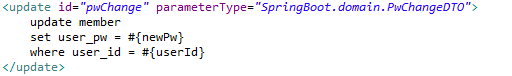 <update id="pwChange" parameterType="SpringBoot.domain.PwChangeDTO">
update member
set user_pw = #{newPw}
where user_id = #{userId}
</update>